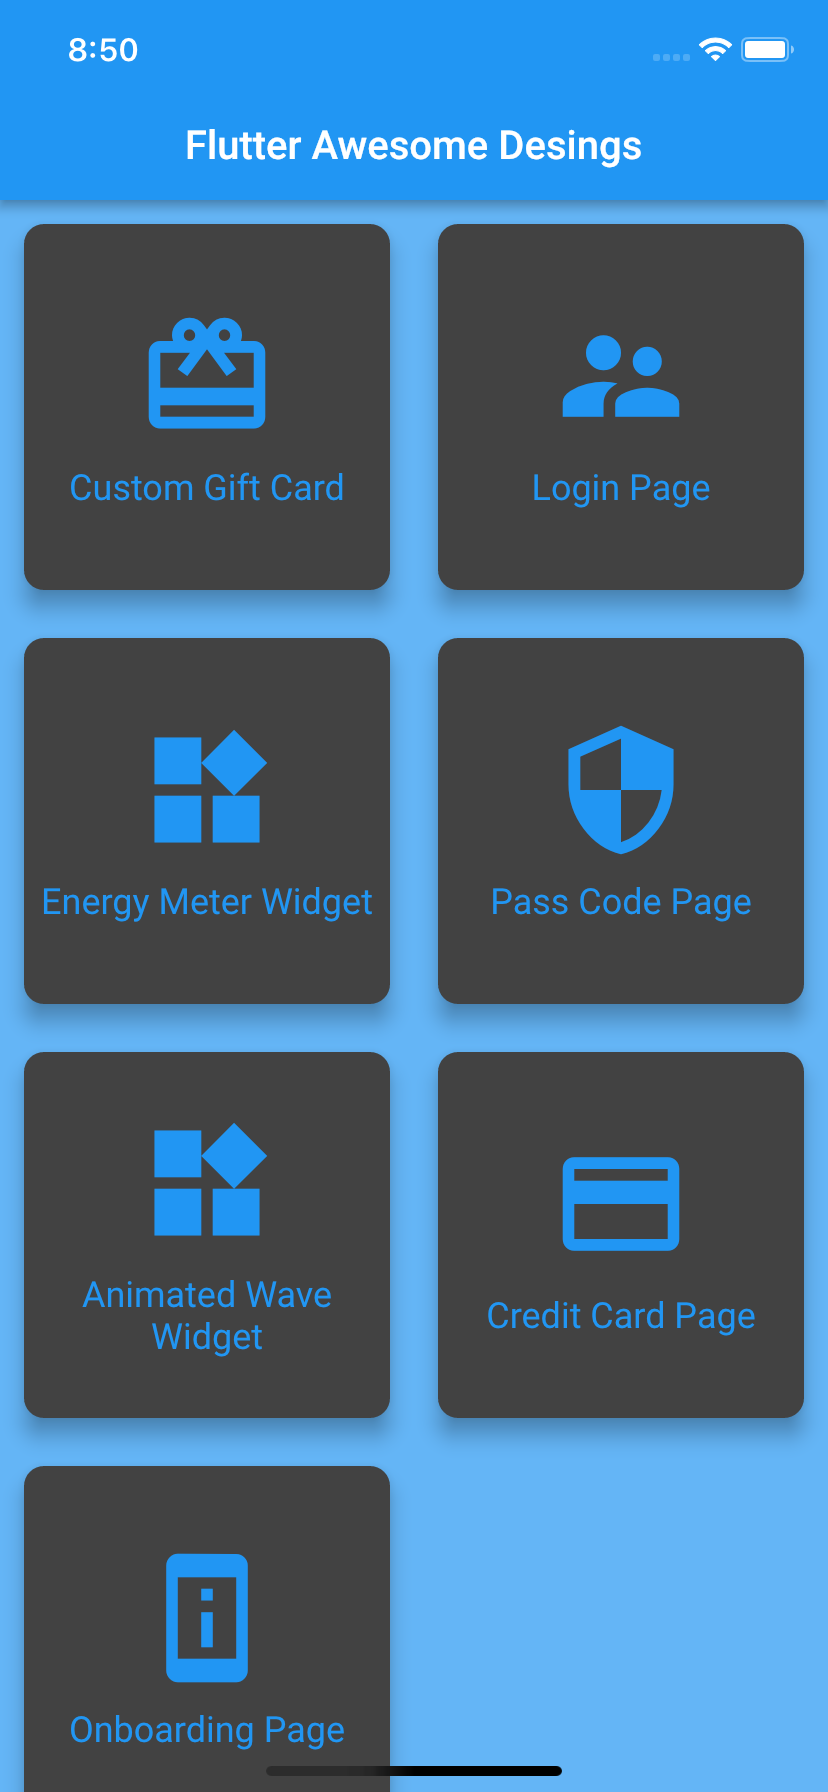 8:50
Flutter Awesome Desings
Custom Gift Card
Login Page
Energy Meter Widget
Pass Code Page
Animated Wave
Widget
Credit Card Page
Onboarding Page